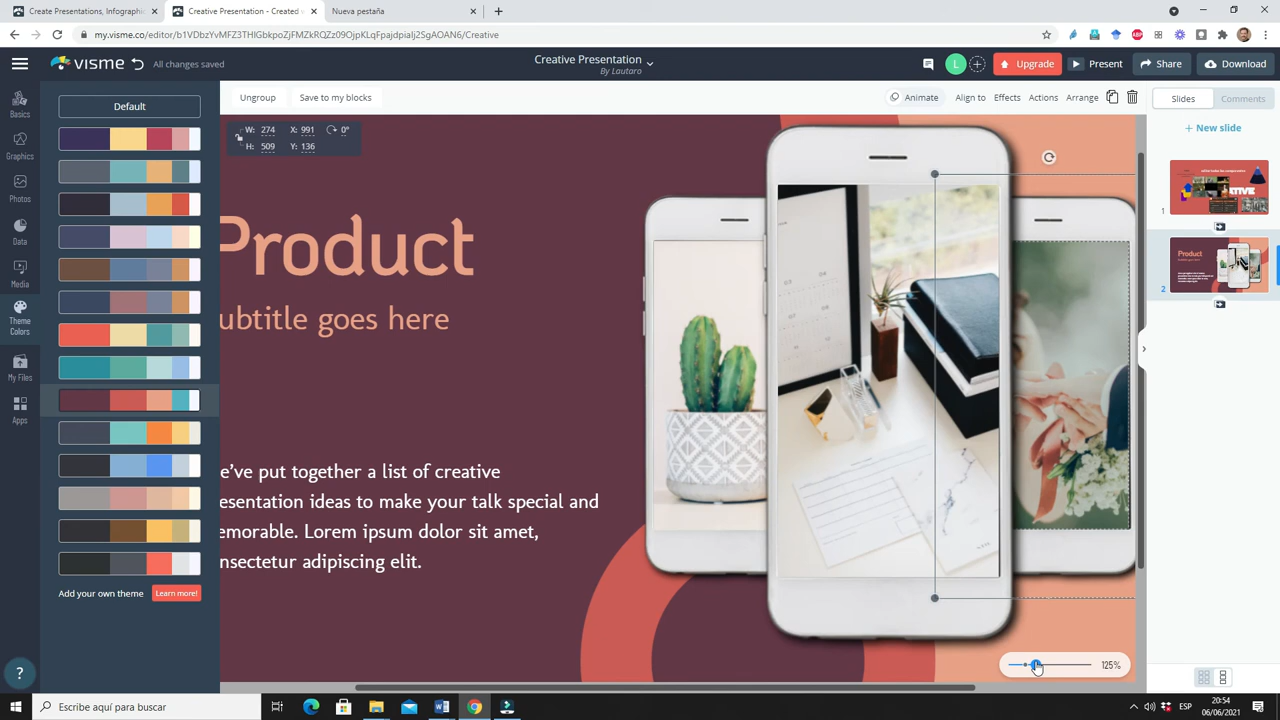 Create Presentations, Infographic
Creative Presentation - Created v
Nueva pestaña
my.visme.co/editor/b1VDbzYvMFZ3THlGbkpoZjFMZkRQZz09OjpKLqFpajdpialj2SgAOAN6/Creative
visme
All changes saved
Creative Presentation
By Lautaro
L
Upgrade
Present
Share
Download
Default
Ungroup
Save to my blocks
Animate
Align to
Effects
Actions
Arrange
Slides
Comments
W: 274 X: 991 0°
H: 509 Y: 136
+ New slide
Basics
Graphics
Photos
Data
Media
Theme
Colors
My Files
Apps
Product
ubtitle goes here
e've put together a list of creative
esentation ideas to make your talk special and
emorable. Lorem ipsum dolor sit amet,
nsectetur adipiscing elit.
1
Product
2
Add your own theme
Learn more!
?
125%
Escribe aquí para buscar
ESP
20:54
06/06/2021